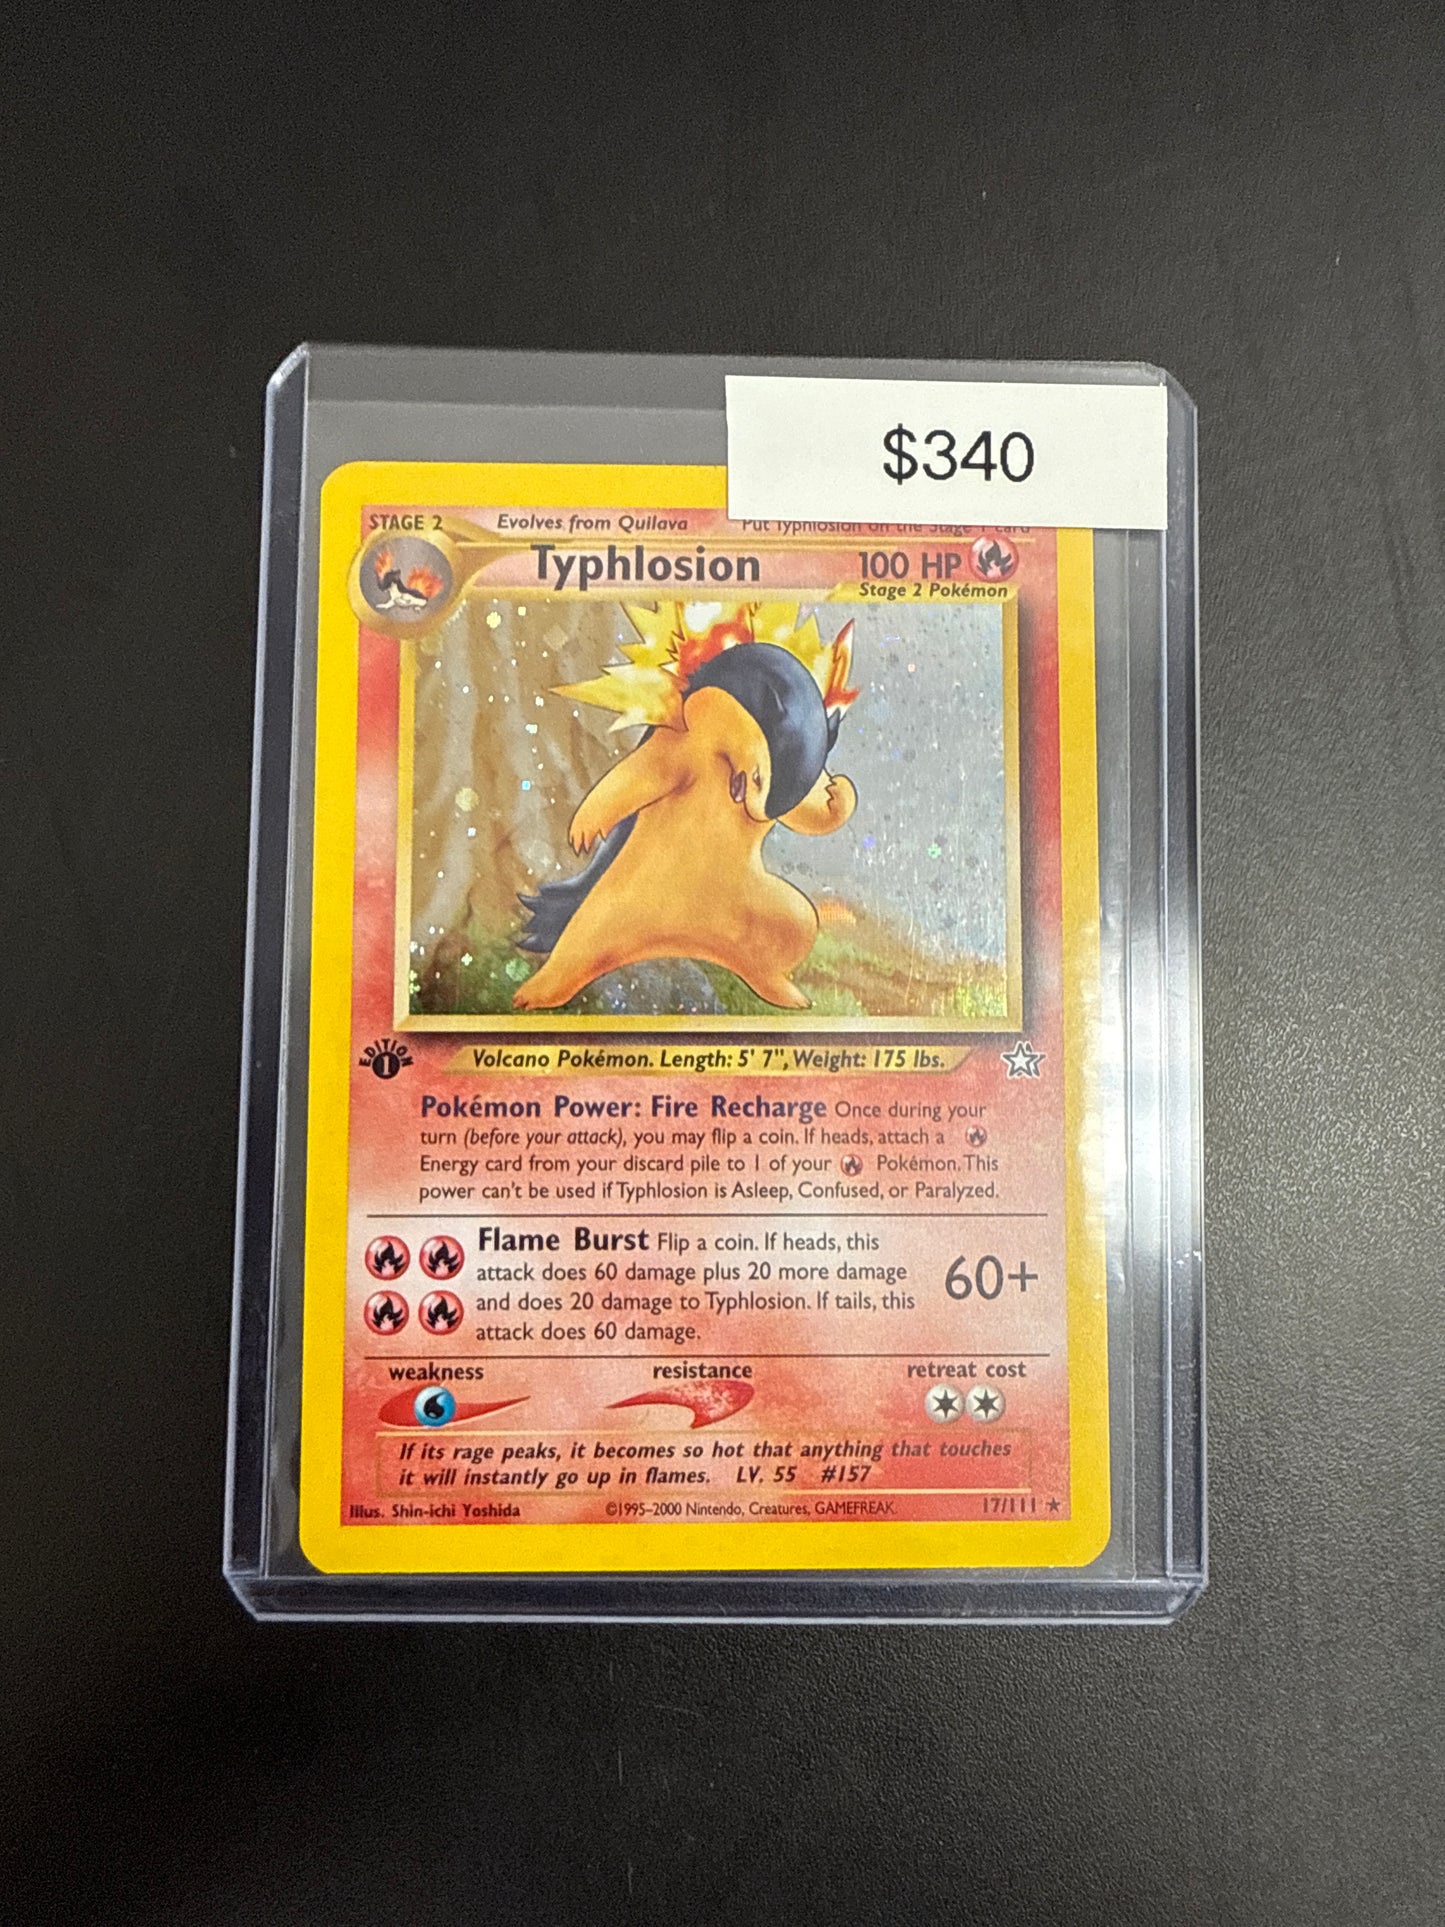 $340
STAGE 2 Evolves from Quilava Put Typhlosion on the Stage 1 card
Typhlosion 100 HP
Stage 2 Pokémon
EDITION
1
Volcano Pokémon. Length: 5' 7", Weight: 175 lbs.
Pokémon Power: Fire Recharge Once during your
turn (before your attack), you may flip a coin. If heads, attach a
Energy card from your discard pile to 1 of your Pokémon. This
power can't be used if Typhlosion is Asleep, Confused, or Paralyzed.
Flame Burst Flip a coin. If heads, this
attack does 60 damage plus 20 more damage
and does 20 damage to Typhlosion. If tails, this
attack does 60 damage.
60+
weakness resistance retreat cost
If its rage peaks, it becomes so hot that anything that touches
it will instantly go up in flames. LV. 55 #157
Illus. Shin-ichi Yoshida ©1995–2000 Nintendo, Creatures, GAMEFREAK. 17/111 ★